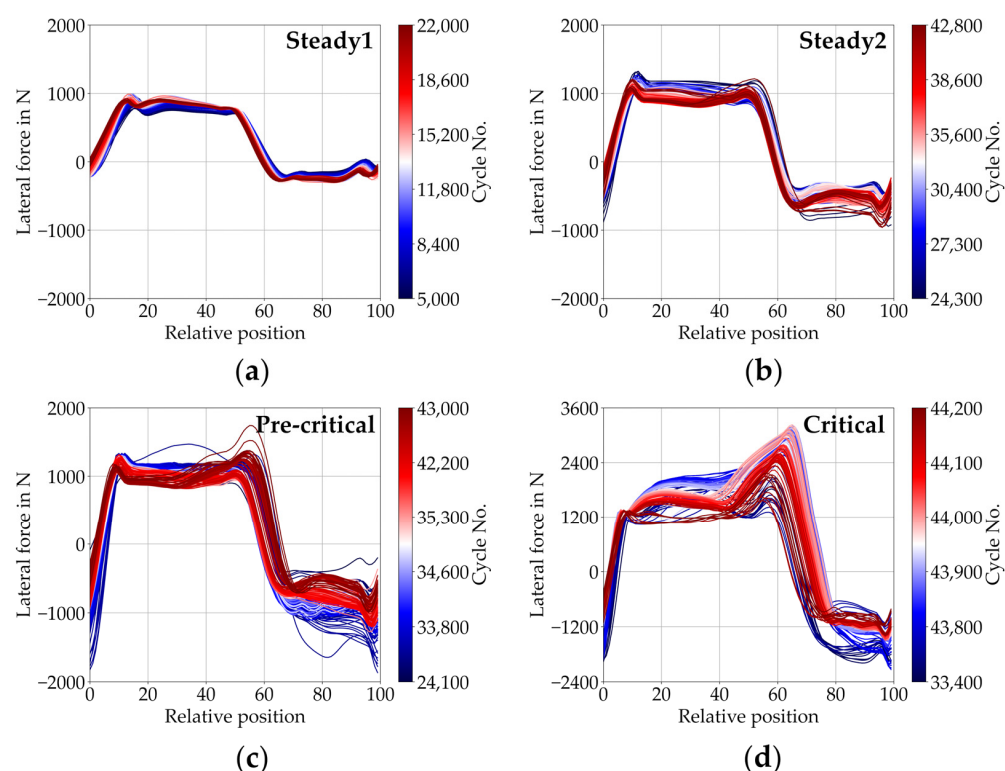 2000
1000
0
−1000
−2000
Lateral force in N
Steady1
0 20 40 60 80 100
Relative position
22,000
18,600
15,200
11,800
8,400
5,000
Cycle No.
(a)
2000
1000
0
−1000
−2000
Lateral force in N
Steady2
0 20 40 60 80 100
Relative position
42,800
35,600
30,400
27,300
24,300
Cycle No.
(b)
2000
1000
0
−1000
−2000
Lateral force in N
Pre-critical
0 20 40 60 80 100
Relative position
43,000
42,200
35,300
34,600
33,800
24,100
Cycle No.
(c)
3600
2400
1200
0
−1200
−2400
Lateral force in N
Critical
0 20 40 60 80 100
Relative position
44,200
44,100
44,000
43,900
43,800
33,400
Cycle No.
(d)